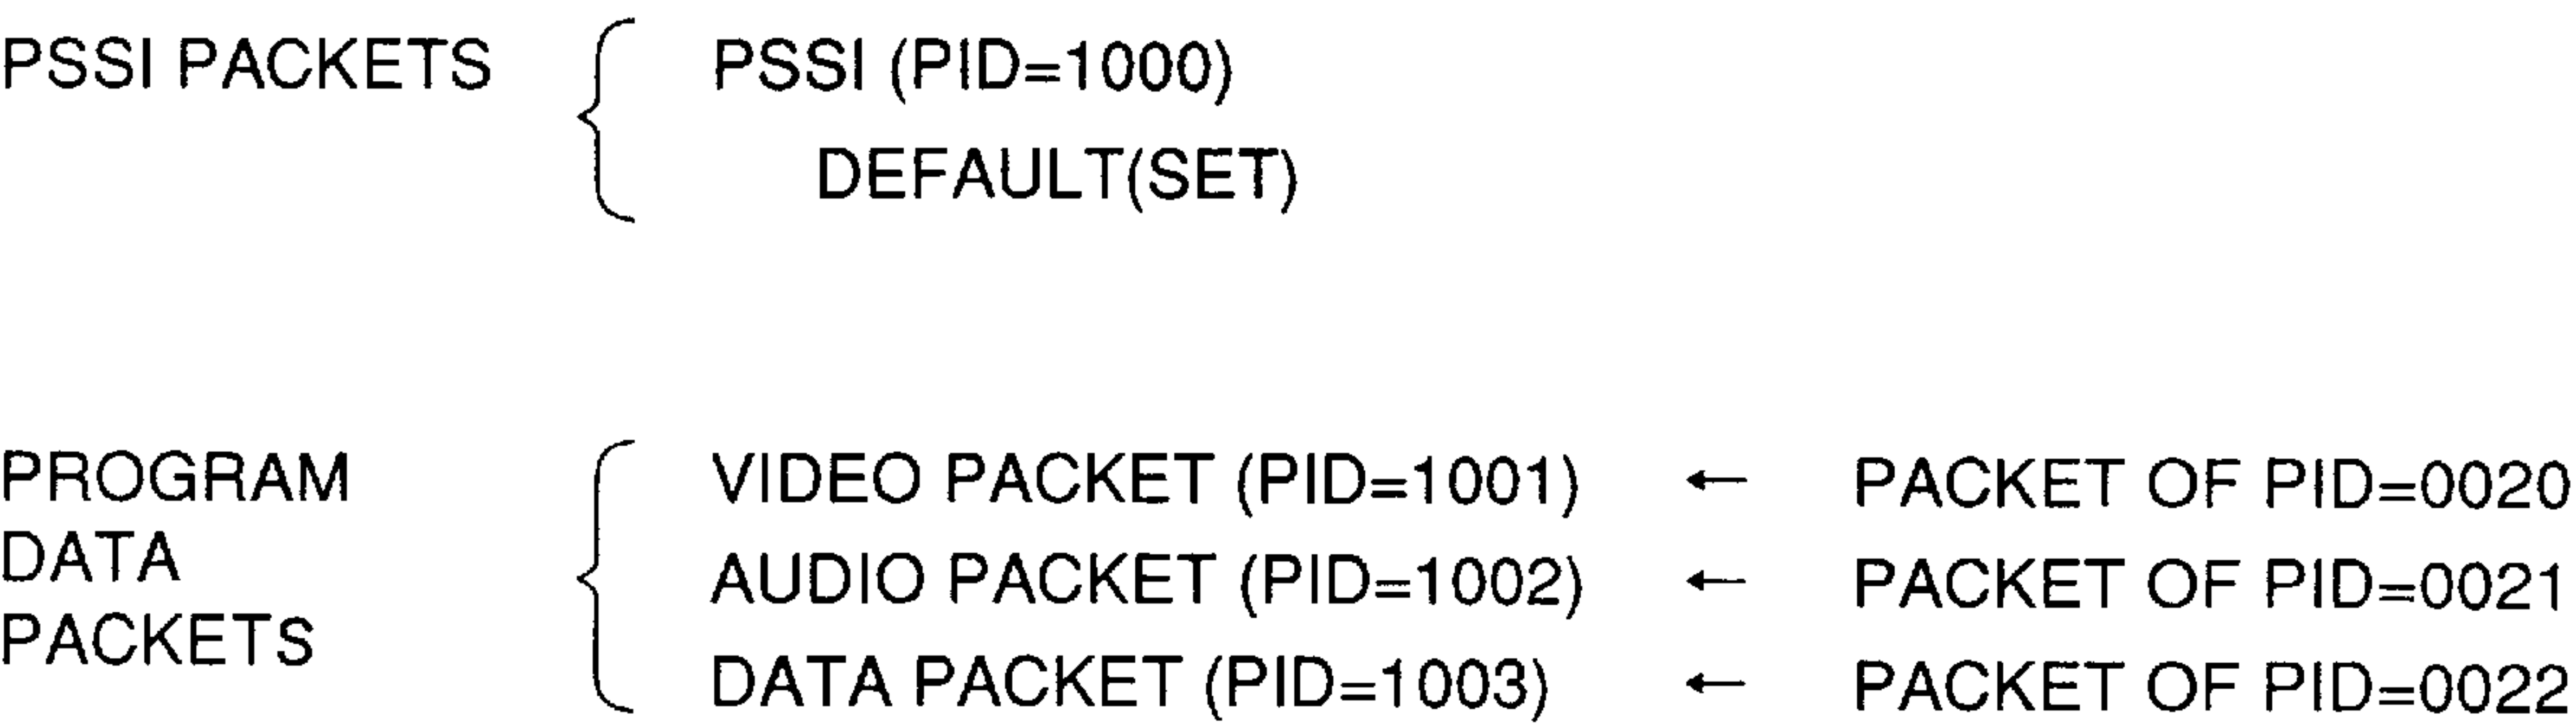 PSSI PACKETS
PSSI (PID=1000)
DEFAULT(SET)
PROGRAM
DATA
PACKETS
VIDEO PACKET (PID=1001) ← PACKET OF PID=0020
AUDIO PACKET (PID=1002) ← PACKET OF PID=0021
DATA PACKET (PID=1003) ← PACKET OF PID=0022